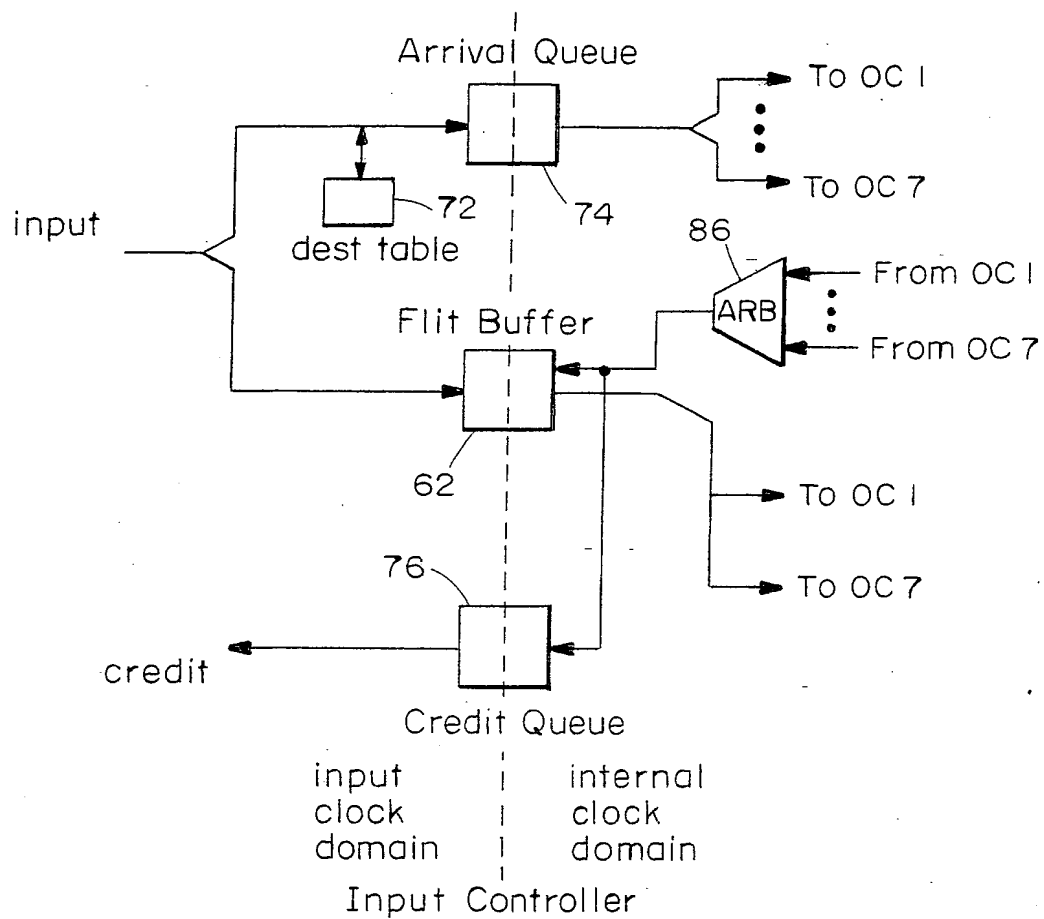 Arrival Queue
To OC 1
To OC 7
72
74
input
dest table
86
ARB
From OC 1
From OC 7
Flit Buffer
62
To OC 1
To OC 7
76
credit
Credit Queue
input clock domain
internal clock domain
Input Controller